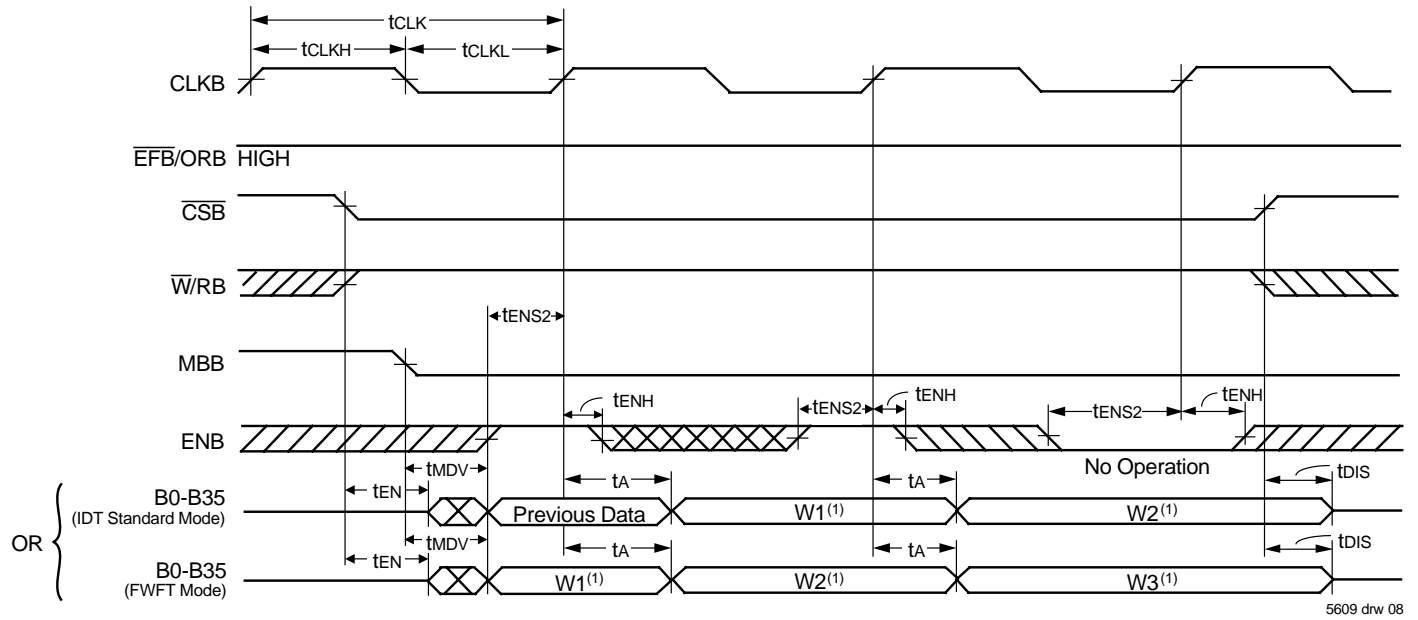 tCLK
tCLKH
tCLKL
CLKB
EFB/ORB HIGH
CSB
W/RB
tENS2
MBB
tENH
tENS2
tENH
tENS2
tENH
ENB
No Operation
tMDV
tEN
tA
tA
tDIS
B0-B35
(IDT Standard Mode)
Previous Data
W1(1)
W2(1)
OR
tMDV
tEN
tA
tA
tDIS
B0-B35
(FWFT Mode)
W1(1)
W2(1)
W3(1)
5609 drw 08